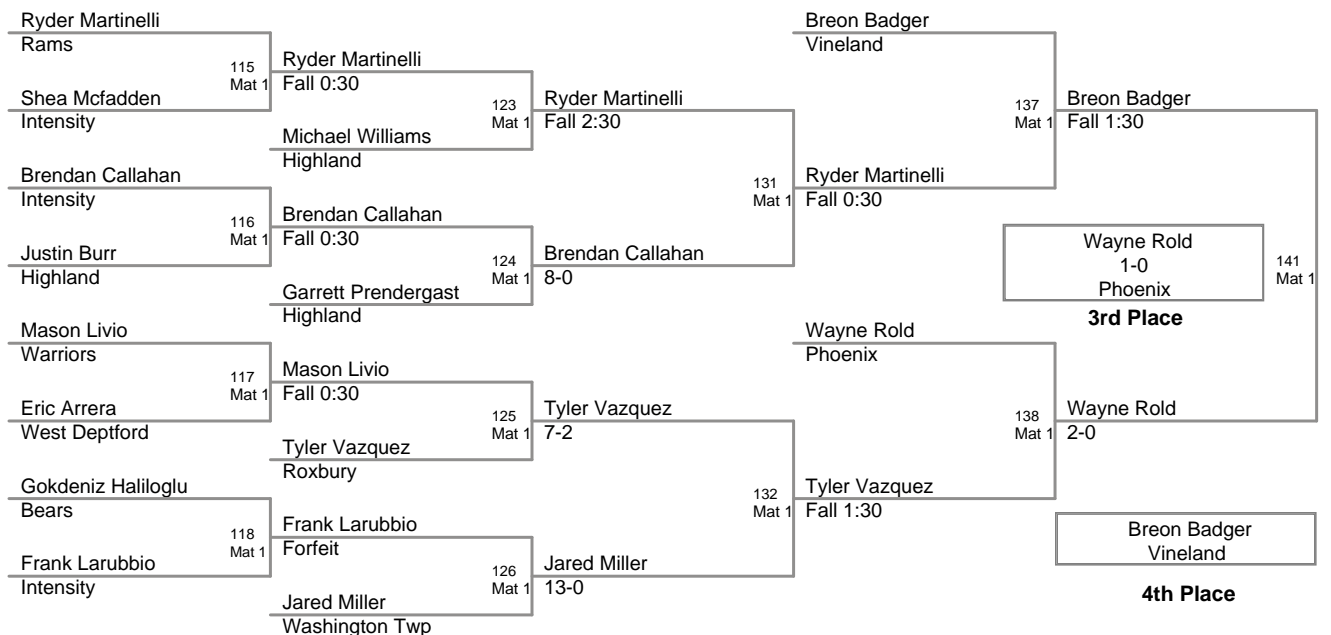 Ryder Martinelli
Rams
115
Mat 1
Shea Mcfadden
Intensity
Brendan Callahan
Intensity
116
Mat 1
Justin Burr
Highland
Mason Livio
Warriors
117
Mat 1
Eric Arrera
West Deptford
Gokdeniz Haliloglu
Bears
118
Mat 1
Frank Larubbio
Intensity
Ryder Martinelli
Fall 0:30
123
Mat 1
Michael Williams
Highland
Brendan Callahan
Fall 0:30
124
Mat 1
Garrett Prendergast
Highland
Mason Livio
Fall 0:30
125
Mat 1
Tyler Vazquez
Roxbury
Frank Larubbio
Forfeit
126
Mat 1
Jared Miller
Washington Twp
Ryder Martinelli
Fall 2:30
131
Mat 1
Brendan Callahan
8-0
Tyler Vazquez
7-2
132
Mat 1
Jared Miller
13-0
Breon Badger
Vineland
137
Mat 1
Ryder Martinelli
Fall 0:30
Wayne Rold
Phoenix
138
Mat 1
Tyler Vazquez
Fall 1:30
Breon Badger
Fall 1:30
141
Mat 1
Wayne Rold
2-0
Wayne Rold
1-0
Phoenix
3rd Place
Breon Badger
Vineland
4th Place